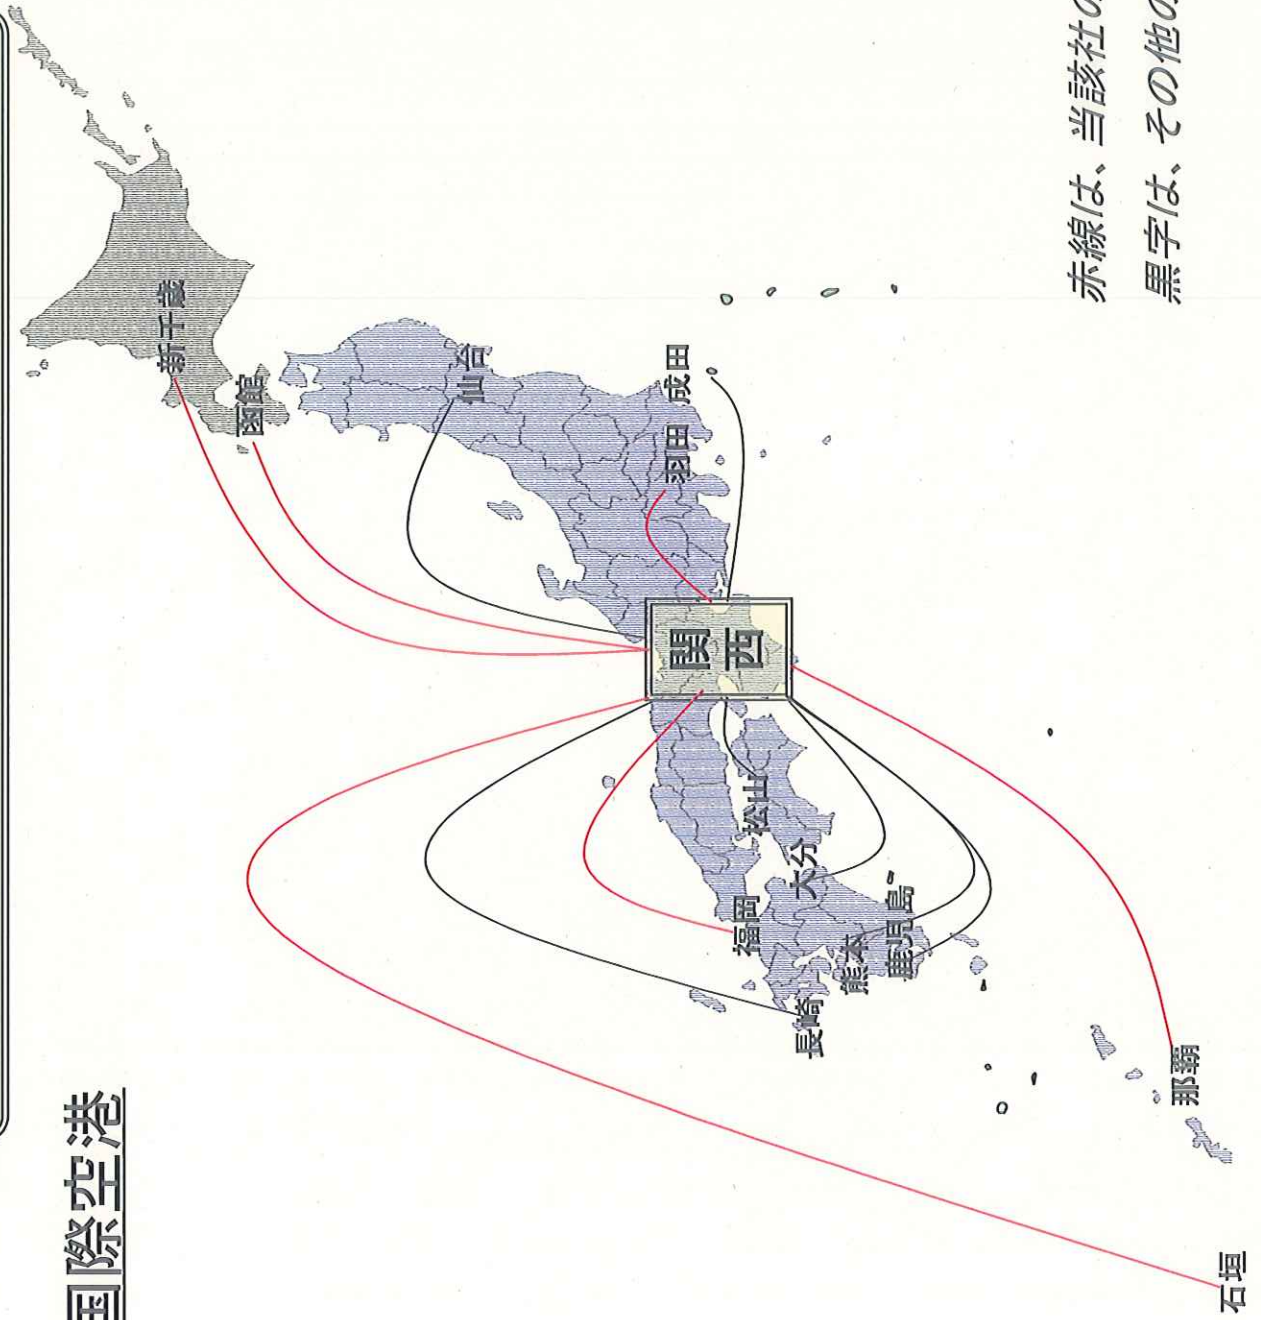 国際空港
新千歳
函館
仙台
成田
羽田
関
西
松山
大分
福岡
熊本
鹿児島
長崎
那覇
石垣
赤線は、当該社の
黒字は、その他の